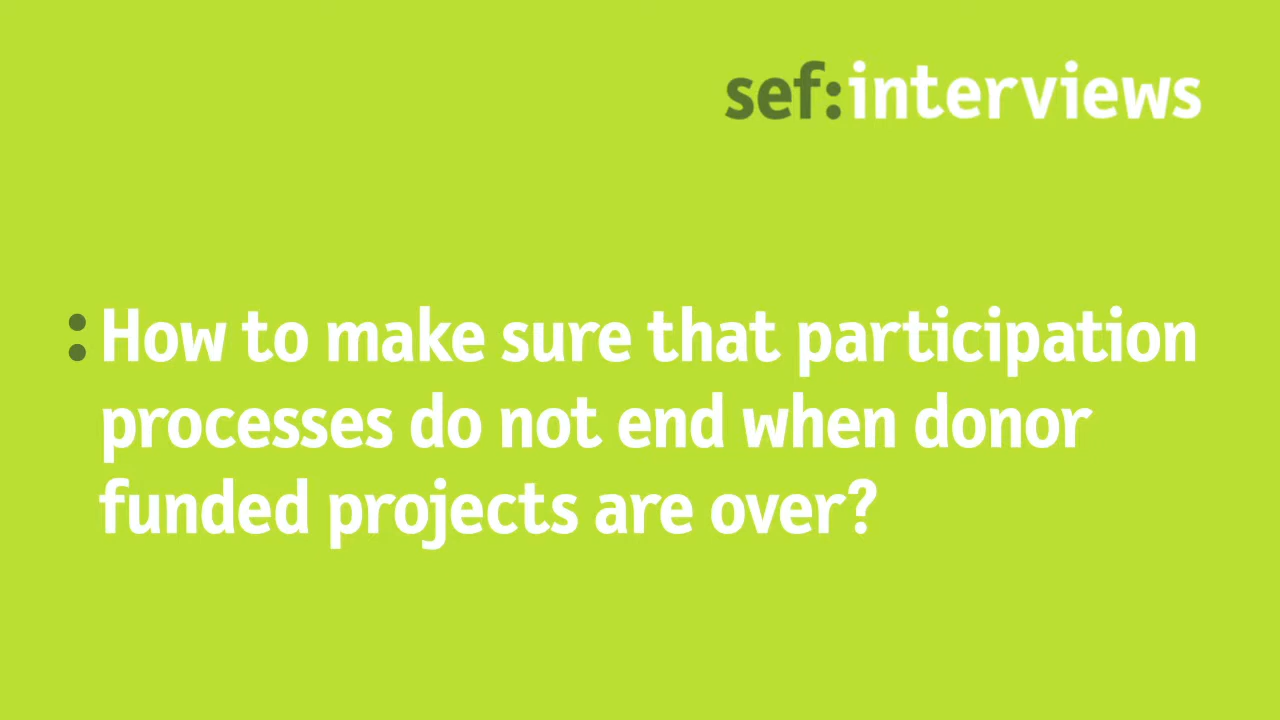 sef:interviews
:How to make sure that participation
processes do not end when donor
funded projects are over?